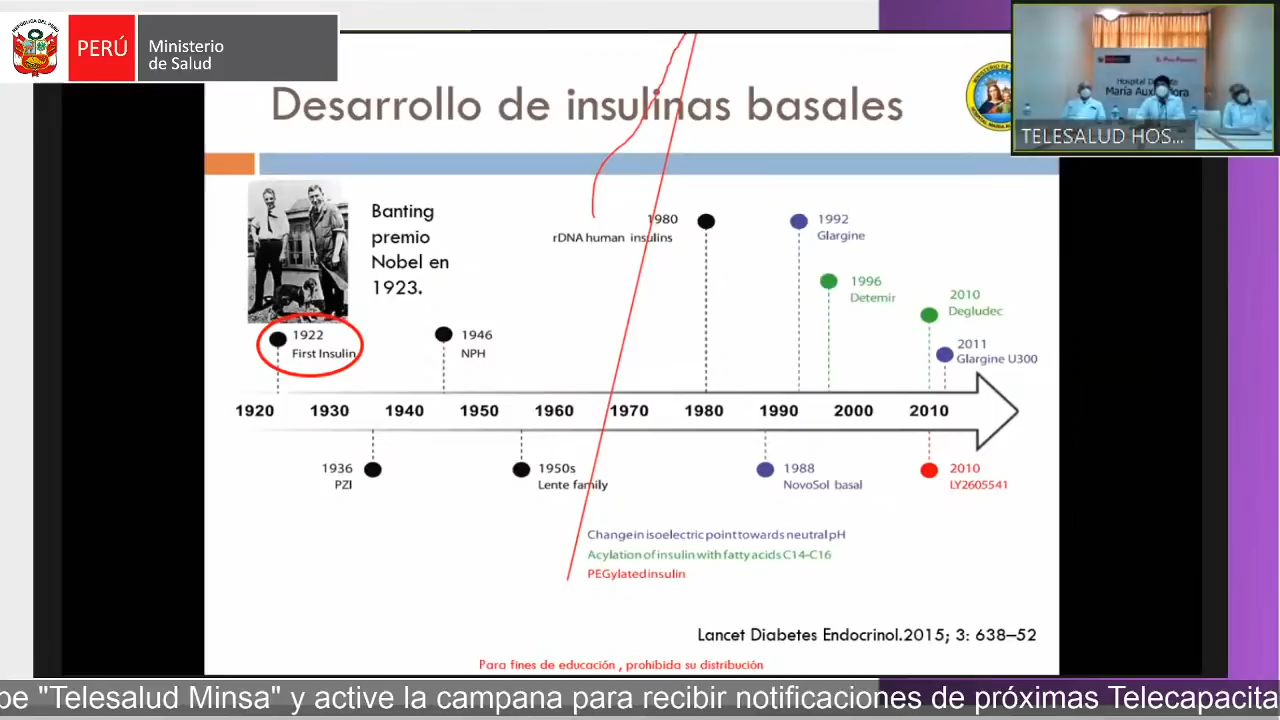 PERÚ
Ministerio
de Salud
Desarrollo de insulinas basales
Hospital
María Aux
TELESALUD HOS...
Banting
premio
Nobel en
1923.
1980
rDNA human insulins
1992
Glargine
1996
Detemir
2010
Degludec
2011
Glargine U300
1922
First Insulin
1946
NPH
1920 1930 1940 1950 1960 1970 1980 1990 2000 2010
1936
PZI
1950s
Lente family
1988
NovoSol basal
2010
LY2605541
Change in isoelectric point towards neutral pH
Acylation of insulin with fatty acids C14-C16
PEGylated insulin
Lancet Diabetes Endocrinol.2015; 3: 638–52
Para fines de educación , prohibida su distribución
be "Telesalud Minsa" y active la campana para recibir notificaciones de próximas Telecapacita